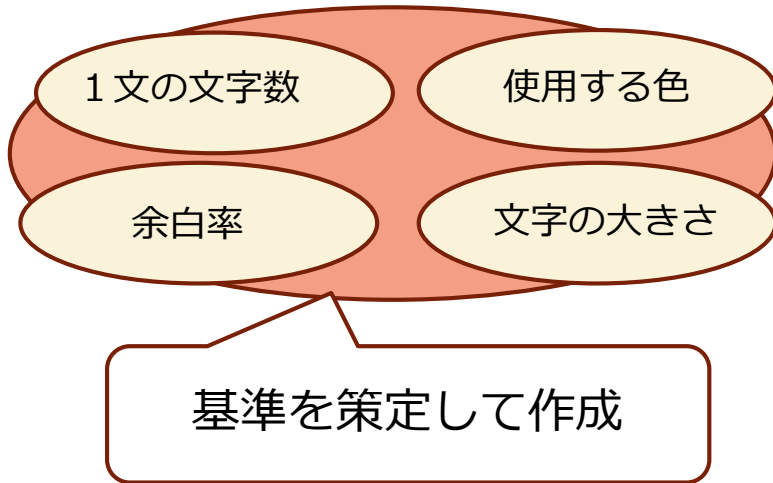 １文の文字数
使用する色
余白率
文字の大きさ
基準を策定して作成